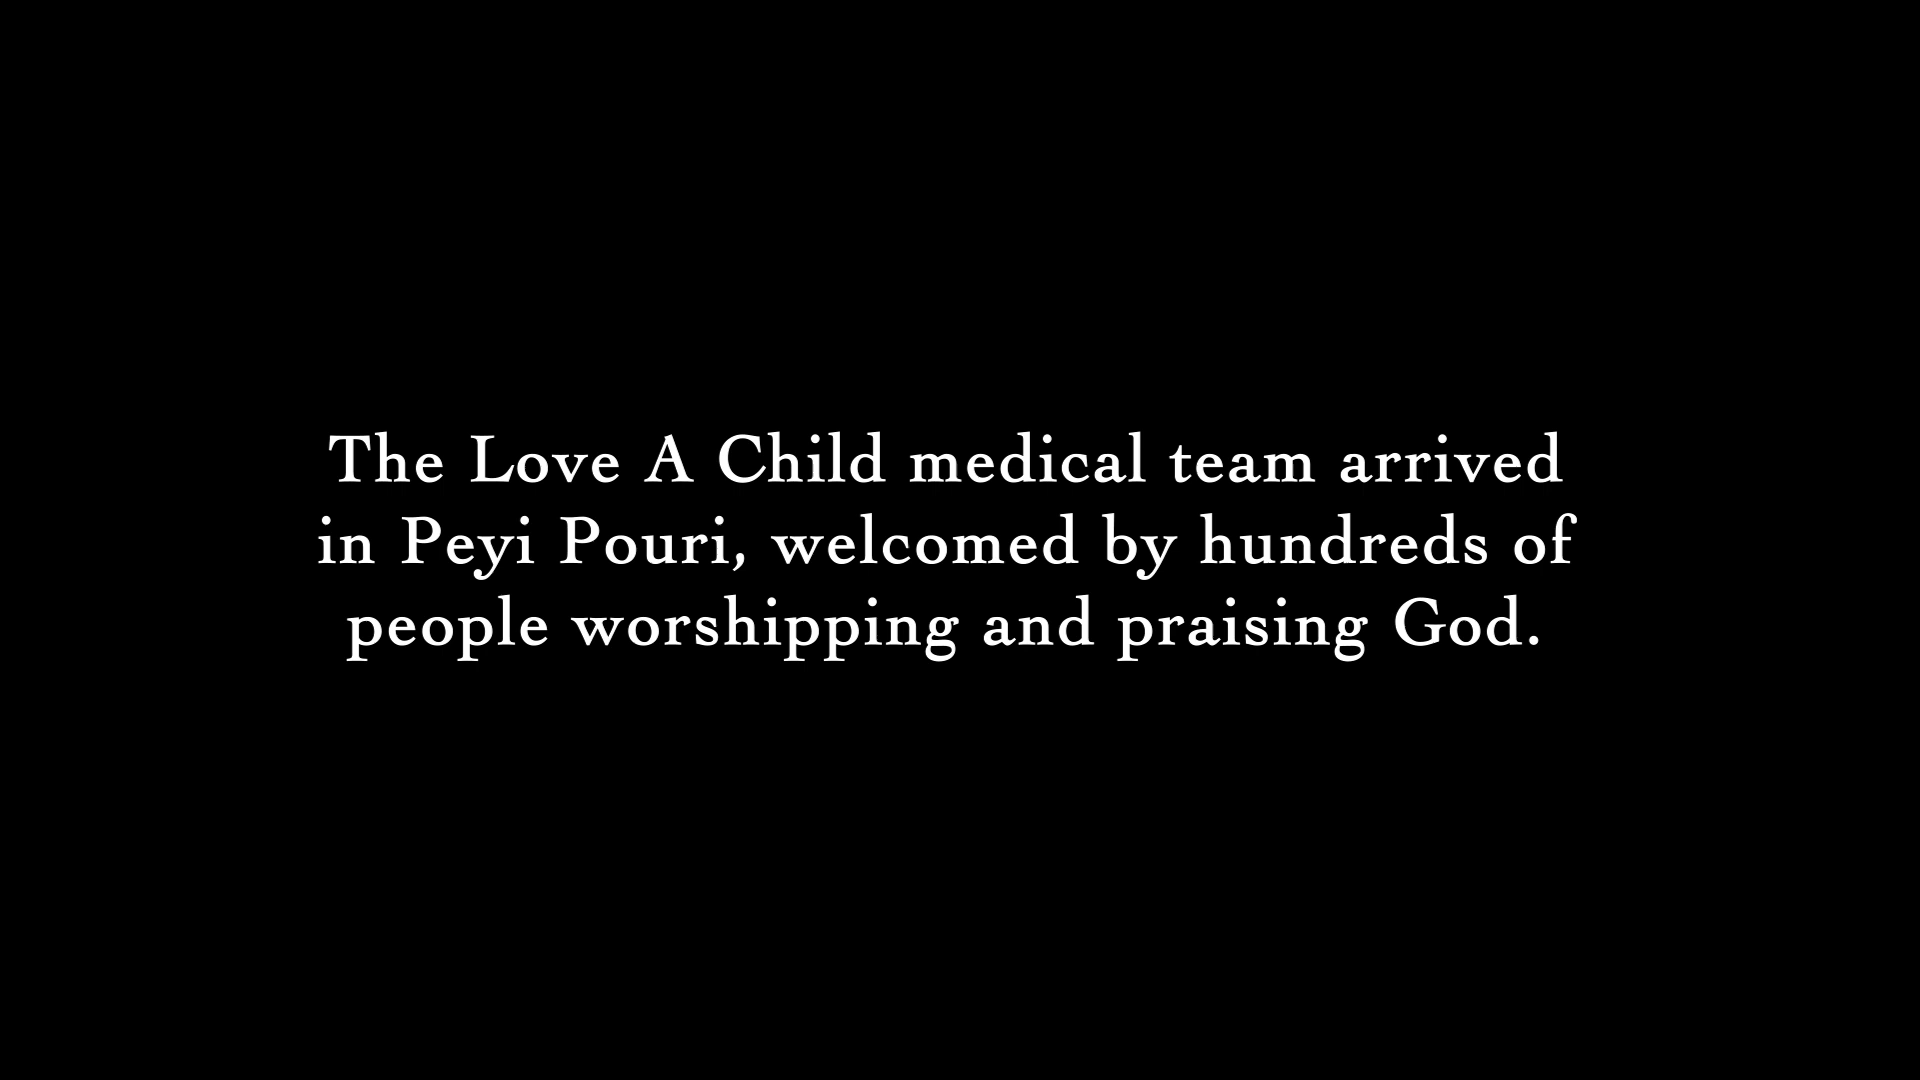 The Love A Child medical team arrived
in Peyi Pouri, welcomed by hundreds of
people worshipping and praising God.